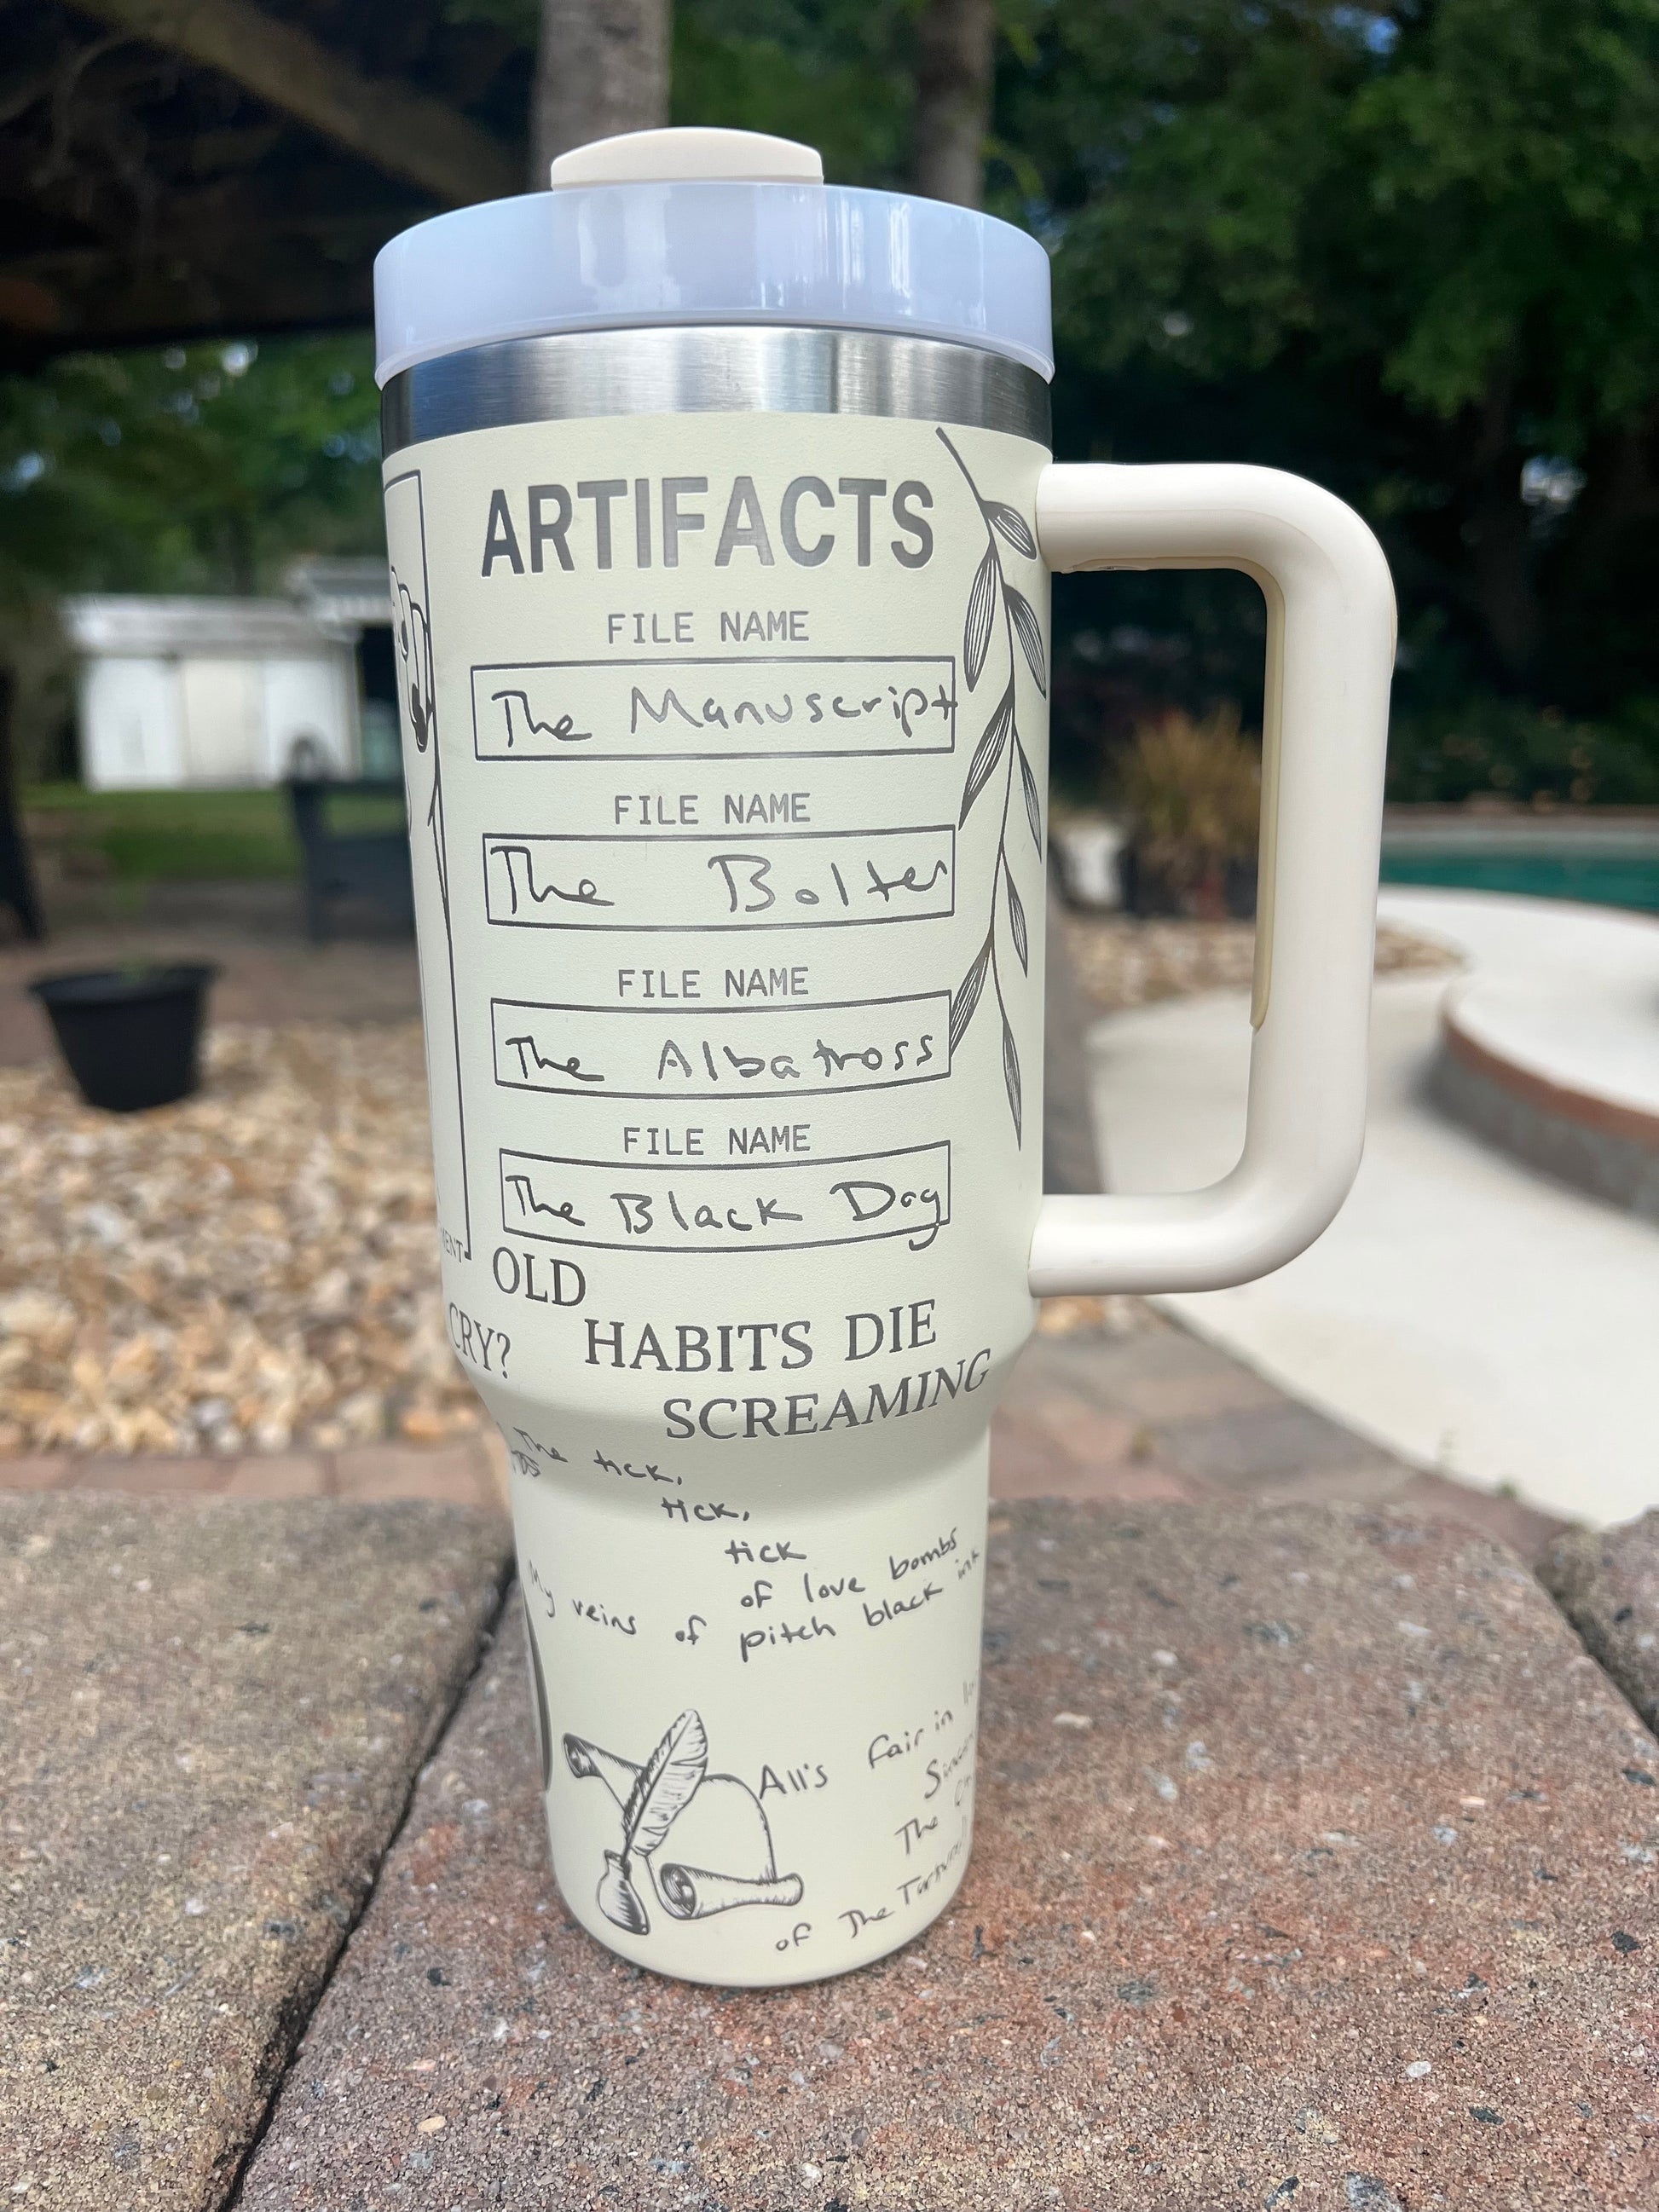 ARTIFACTS
FILE NAME
The Manuscript
FILE NAME
The Bolter
FILE NAME
The Albatross
FILE NAME
The Black Dog
OLD
HABITS DIE
SCREAMING
CRY?
The tick,
tick,
tick
of love bombs
My veins of pitch black ink
All's fair in
The
of The